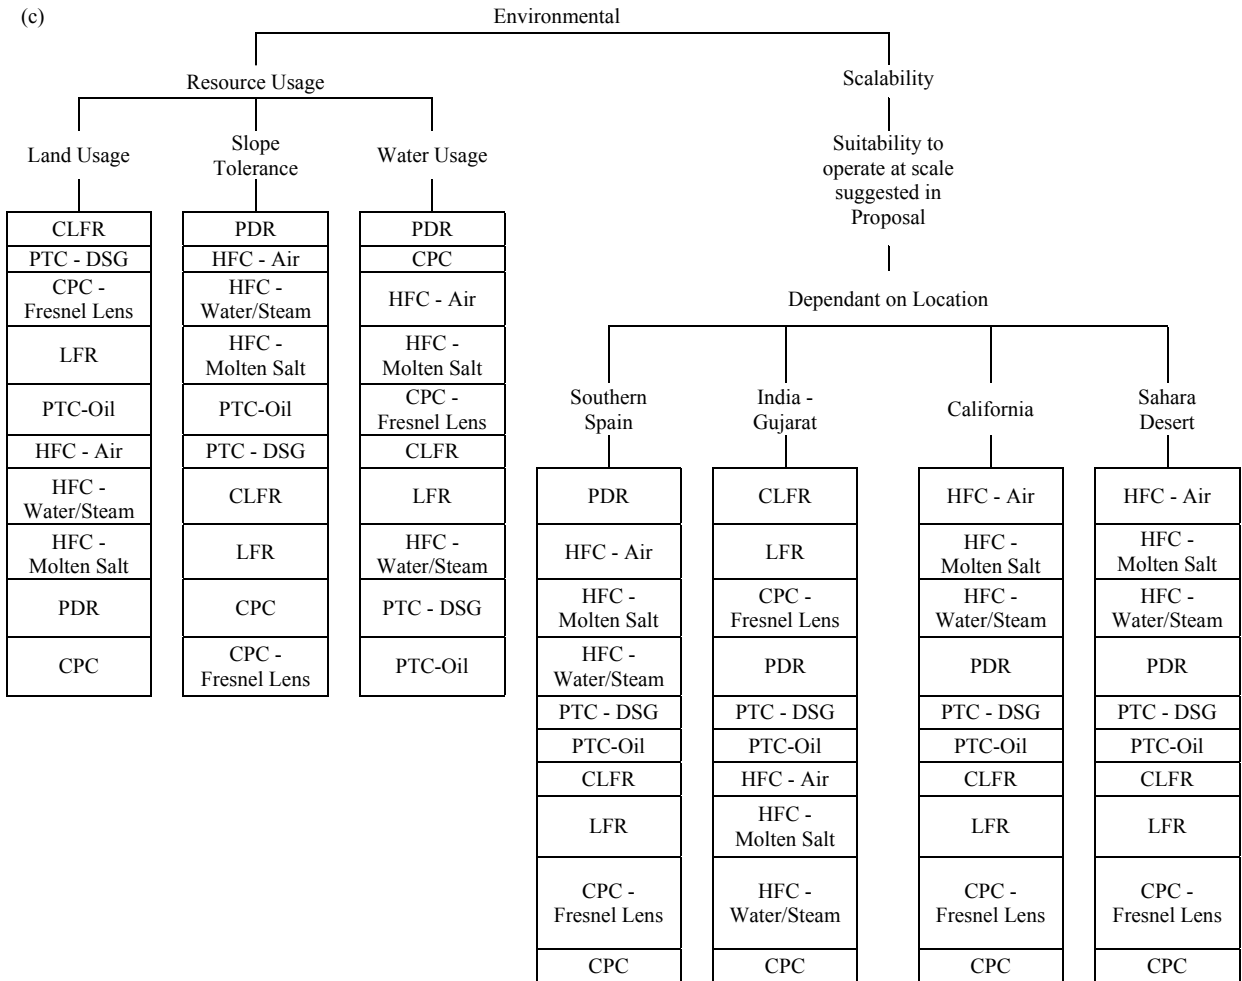 (c)
Environmental
Resource Usage
Scalability
Land Usage
Slope
Tolerance
Water Usage
Suitability to
operate at scale
suggested in
Proposal
Dependant on Location
CLFR
PTC - DSG
CPC -
Fresnel Lens
LFR
PTC-Oil
HFC - Air
HFC -
Water/Steam
HFC -
Molten Salt
PDR
CPC
PDR
HFC - Air
HFC -
Water/Steam
HFC -
Molten Salt
PTC-Oil
PTC - DSG
CLFR
LFR
CPC
CPC -
Fresnel Lens
PDR
CPC
HFC - Air
HFC -
Molten Salt
CPC -
Fresnel Lens
CLFR
LFR
HFC -
Water/Steam
PTC - DSG
PTC-Oil
Southern
Spain
PDR
HFC - Air
HFC -
Molten Salt
HFC -
Water/Steam
PTC - DSG
PTC-Oil
CLFR
LFR
CPC -
Fresnel Lens
CPC
India -
Gujarat
CLFR
LFR
CPC -
Fresnel Lens
PDR
PTC - DSG
PTC-Oil
HFC - Air
HFC -
Molten Salt
HFC -
Water/Steam
CPC
California
HFC - Air
HFC -
Molten Salt
HFC -
Water/Steam
PDR
PTC - DSG
PTC-Oil
CLFR
LFR
CPC -
Fresnel Lens
CPC
Sahara
Desert
HFC - Air
HFC -
Molten Salt
HFC -
Water/Steam
PDR
PTC - DSG
PTC-Oil
CLFR
LFR
CPC -
Fresnel Lens
CPC